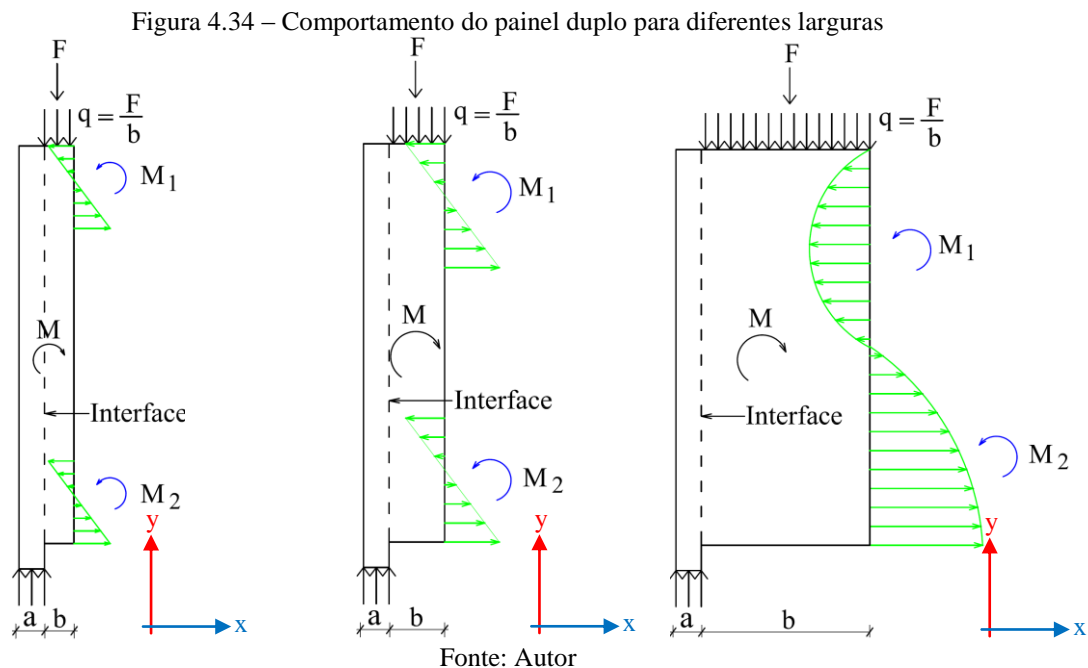 Figura 4.34 – Comportamento do painel duplo para diferentes larguras
F
q = F/b
M1
M
Interface
M2
y
a
b
x
F
q = F/b
M1
M
Interface
M2
y
a
b
x
F
q = F/b
M1
M
Interface
M2
y
a
b
x
Fonte: Autor